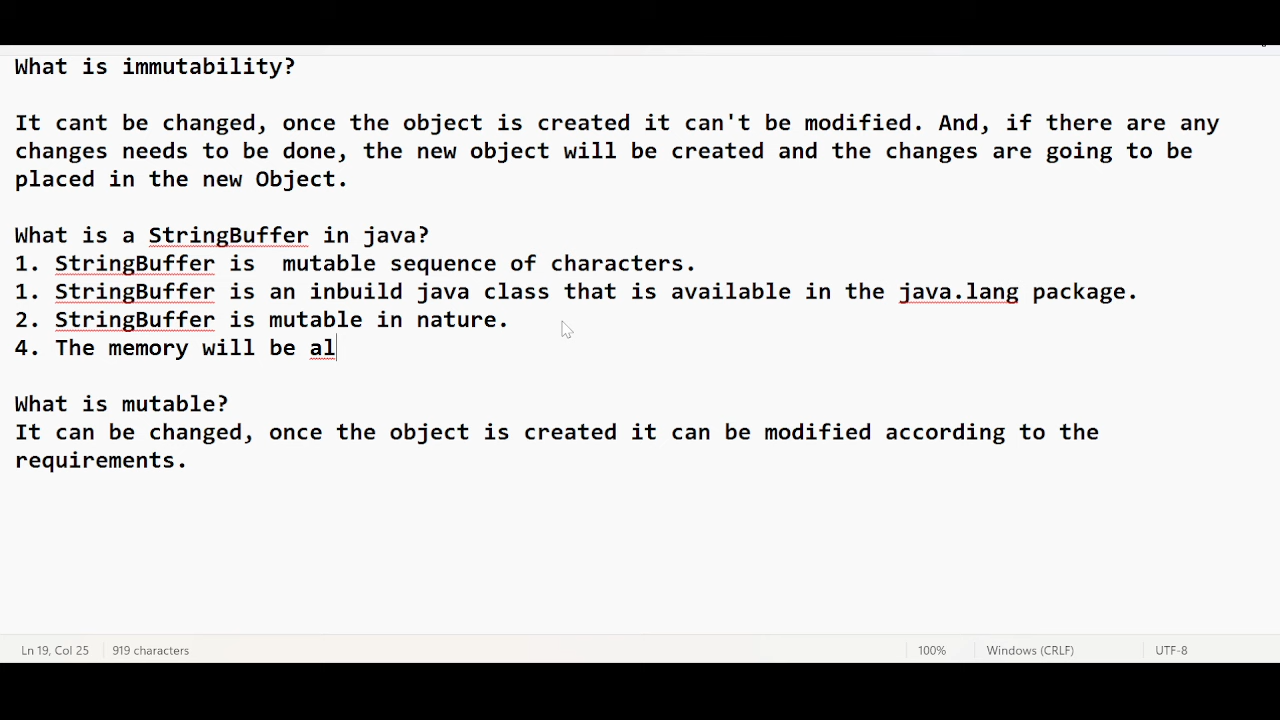 What is immutability?
It cant be changed, once the object is created it can't be modified. And, if there are any
changes needs to be done, the new object will be created and the changes are going to be
placed in the new Object.
What is a StringBuffer in java?
1. StringBuffer is  mutable sequence of characters.
1. StringBuffer is an inbuild java class that is available in the java.lang package.
2. StringBuffer is mutable in nature.
4. The memory will be al
What is mutable?
It can be changed, once the object is created it can be modified according to the
requirements.
Ln 19, Col 25 919 characters 100% Windows (CRLF) UTF-8